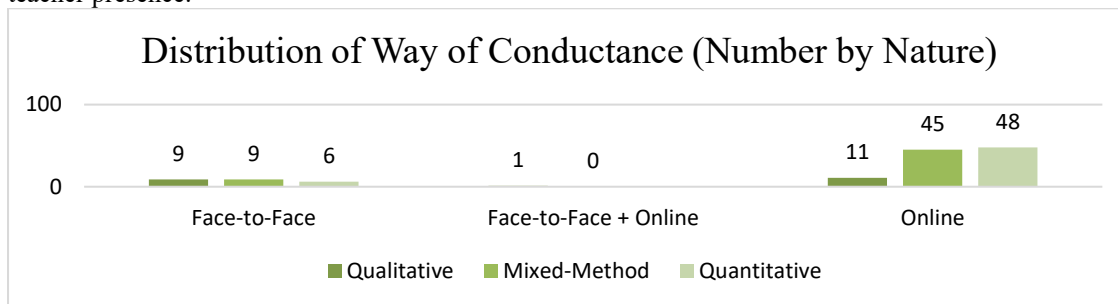 teacher presence.
Distribution of Way of Conductance (Number by Nature)
100
0
9
9
6
1
0
11
45
48
Face-to-Face
Face-to-Face + Online
Online
Qualitative
Mixed-Method
Quantitative